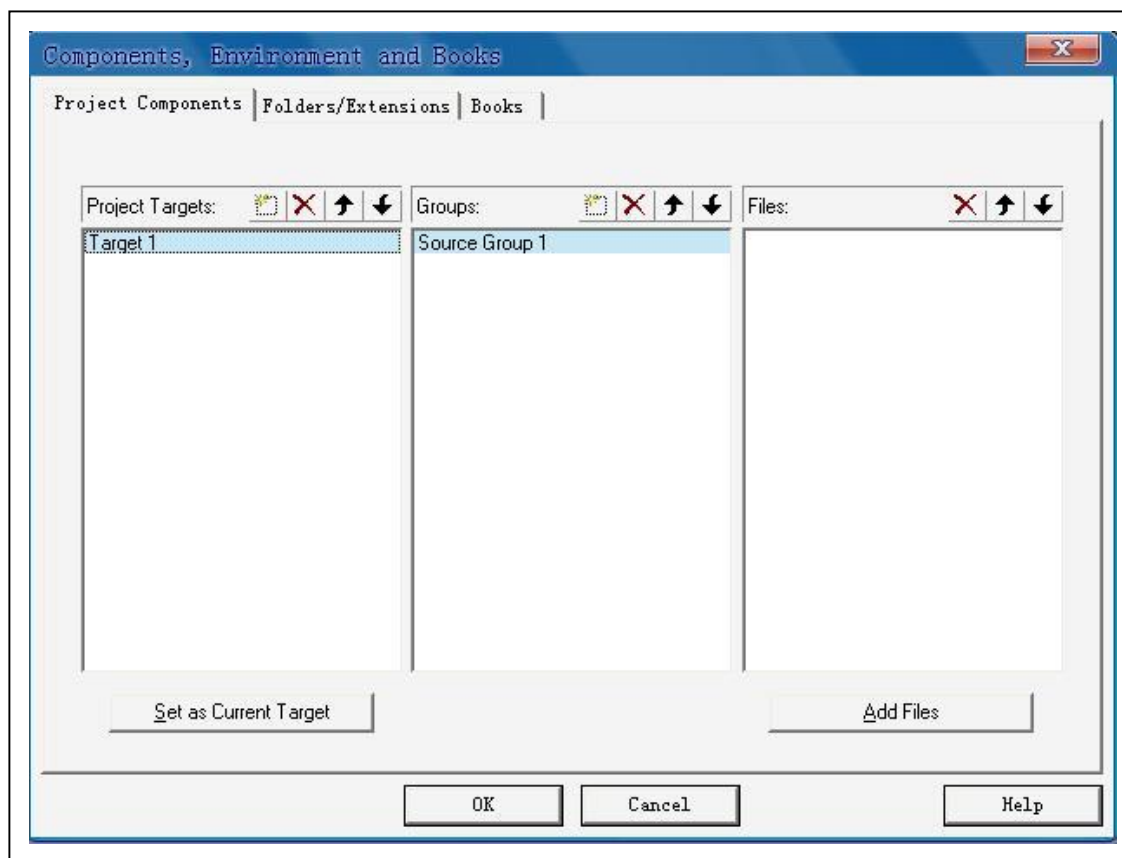 Components, Environment and Books
Project Components
Folders/Extensions
Books
Project Targets:
Groups:
Files:
Target 1
Source Group 1
Set as Current Target
Add Files
OK
Cancel
Help